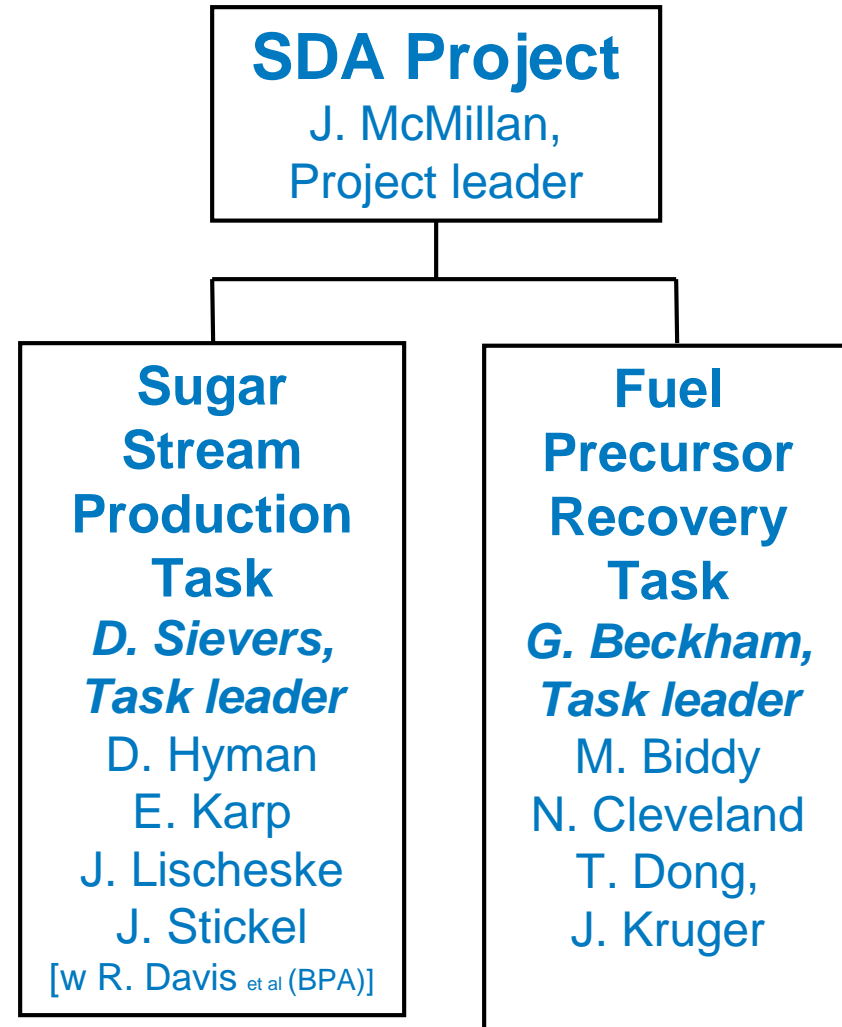 SDA Project
J. McMillan,
Project leader
Sugar
Stream
Production
Task
D. Sievers,
Task leader
D. Hyman
E. Karp
J. Lischeske
J. Stickel
[w R. Davis et al (BPA)]
Fuel
Precursor
Recovery
Task
G. Beckham,
Task leader
M. Biddy
N. Cleveland
T. Dong,
J. Kruger